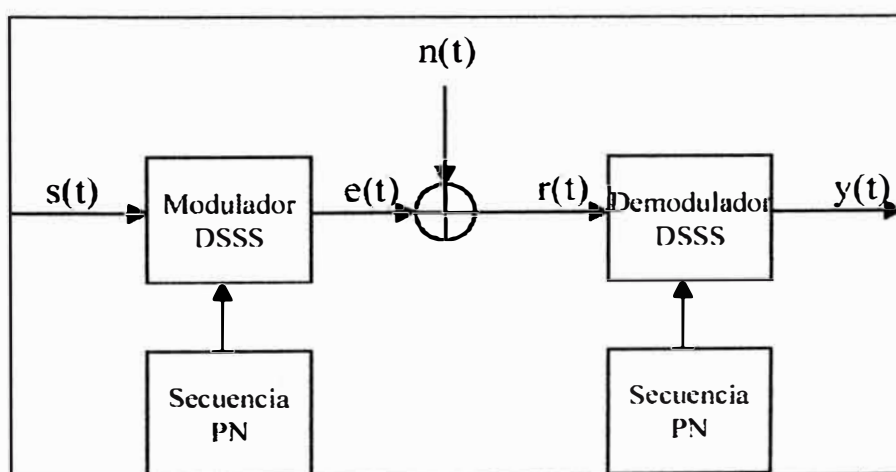 n(t)
s(t)
Modulador
DSSS
e(t)
r(t)
Demodulador
DSSS
y(t)
Secuencia
PN
Secuencia
PN